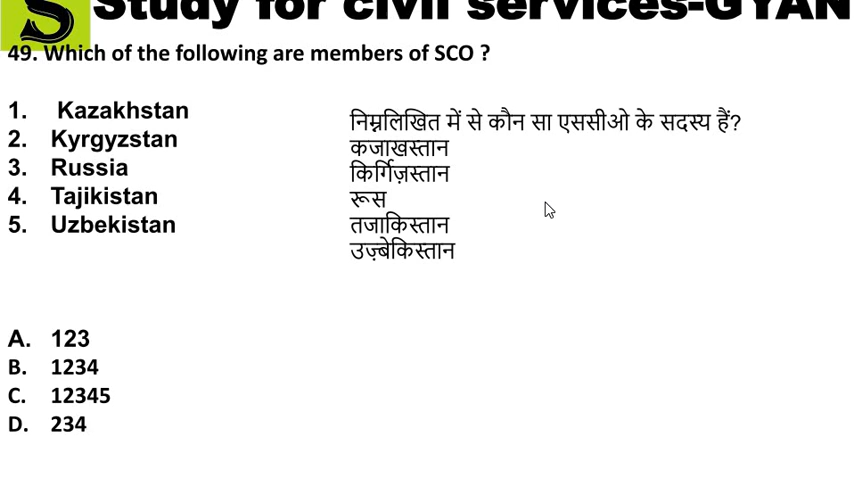 S Study for civil services-GYAN
49. Which of the following are members of SCO ?
1. Kazakhstan
2. Kyrgyzstan
3. Russia
4. Tajikistan
5. Uzbekistan
निम्नलिखित में से कौन सा एससीओ के सदस्य हैं?
कजाखस्तान
किर्गिज़स्तान
रूस
तजाकिस्तान
उज़्बेकिस्तान
A. 123
B. 1234
C. 12345
D. 234